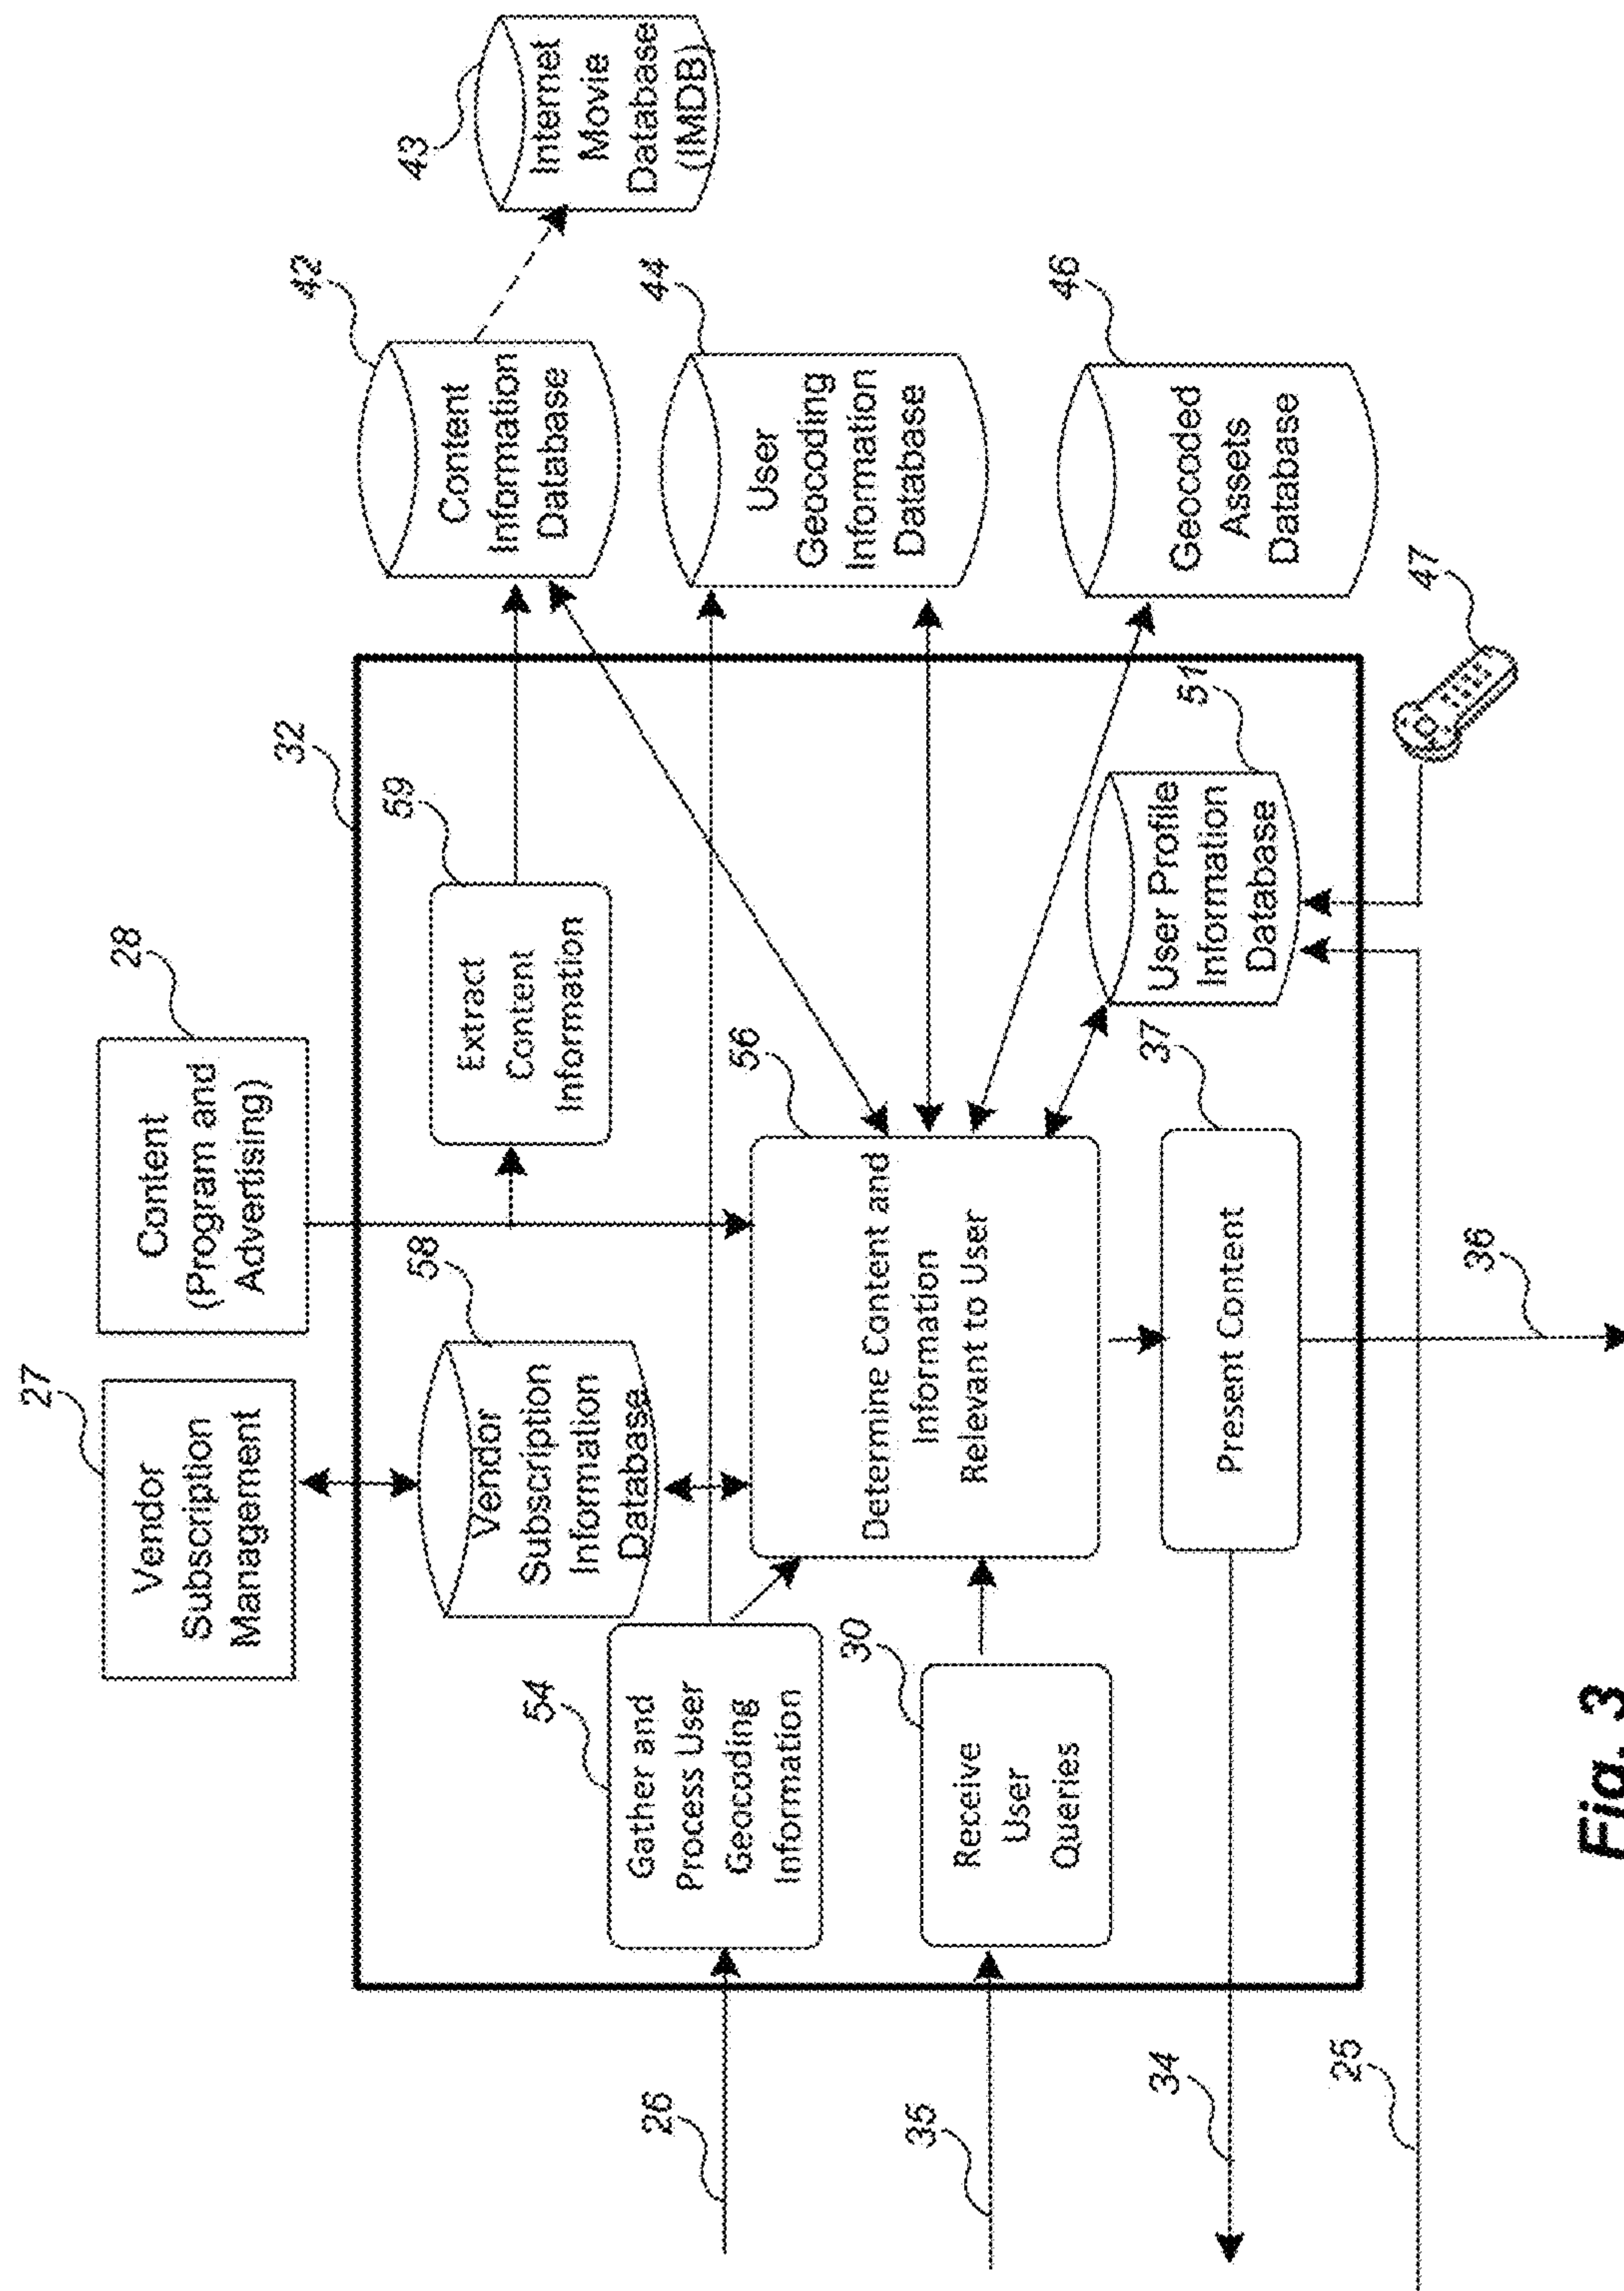 27
Vendor
Subscription
Management
28
Content
(Program and
Advertising)
32
58
Vendor
Subscription
Information
Database
59
Extract
Content
Information
42
Content
Information
Database
43
Internet
Movie
Database
(IMDB)
26
54
Gather and
Process User
Geocoding
Information
56
Determine Content and
Information
Relevant to User
44
User
Geocoding
Information
Database
35
30
Receive
User
Queries
46
Geocoded
Assets
Database
51
User Profile
Information
Database
37
Present Content
34
25
36
47
Fig. 3